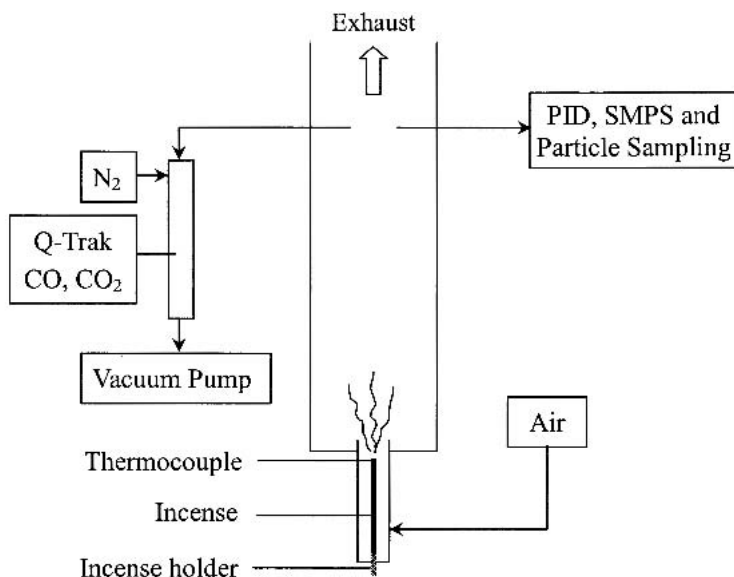 Exhaust
PID, SMPS and
Particle Sampling
N₂
Q-Trak
CO, CO₂
Vacuum Pump
Air
Thermocouple
Incense
Incense holder